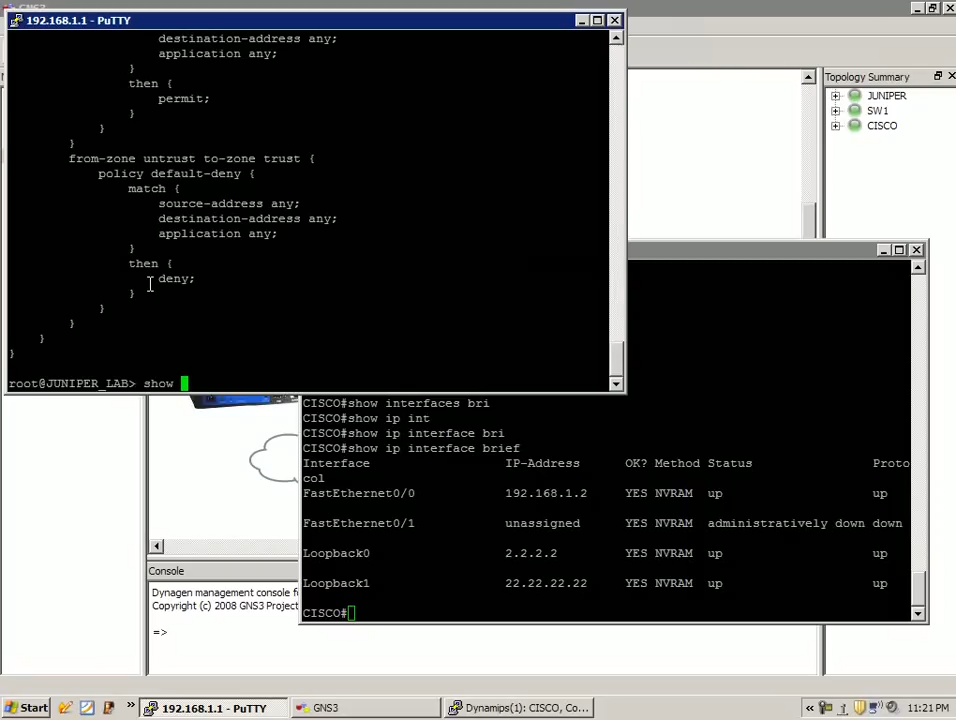 GNS3
192.168.1.1 - PuTTY
destination-address any;
application any;
}
then {
permit;
}
}
}
from-zone untrust to-zone trust {
policy default-deny {
match {
source-address any;
destination-address any;
application any;
}
then {
deny;
}
}
}
}
}
root@JUNIPER_LAB> show
Topology Summary
JUNIPER
SW1
CISCO
CISCO#show interfaces bri
CISCO#show ip int
CISCO#show ip interface bri
CISCO#show ip interface brief
Interface IP-Address OK? Method Status Proto
col
FastEthernet0/0 192.168.1.2 YES NVRAM up up
FastEthernet0/1 unassigned YES NVRAM administratively down down
Loopback0 2.2.2.2 YES NVRAM up up
Loopback1 22.22.22.22 YES NVRAM up up
CISCO#
Console
Dynagen management console f
Copyright (c) 2008 GNS3 Projec
=>
Start
192.168.1.1 - PuTTY
GNS3
Dynamips(1): CISCO, Co...
11:21 PM